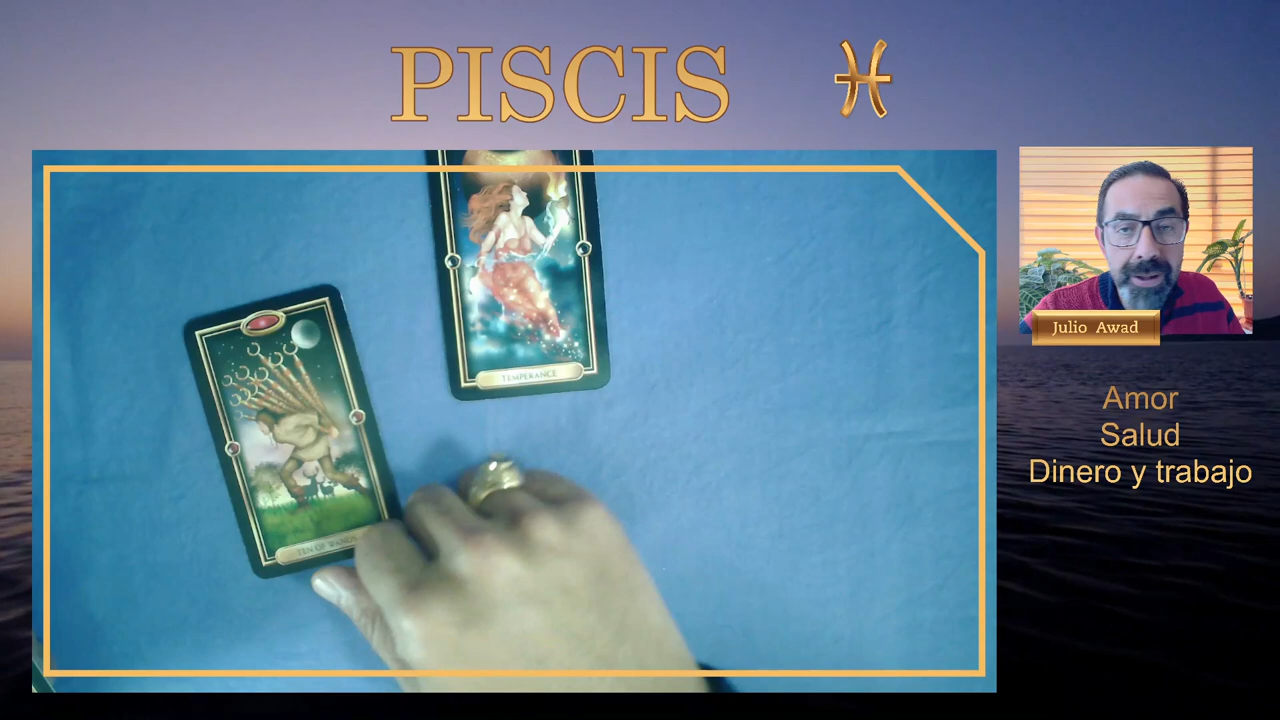 PISCIS
TEMPERANCE
TEN OF WANDS
Julio Awad
Amor
Salud
Dinero y trabajo